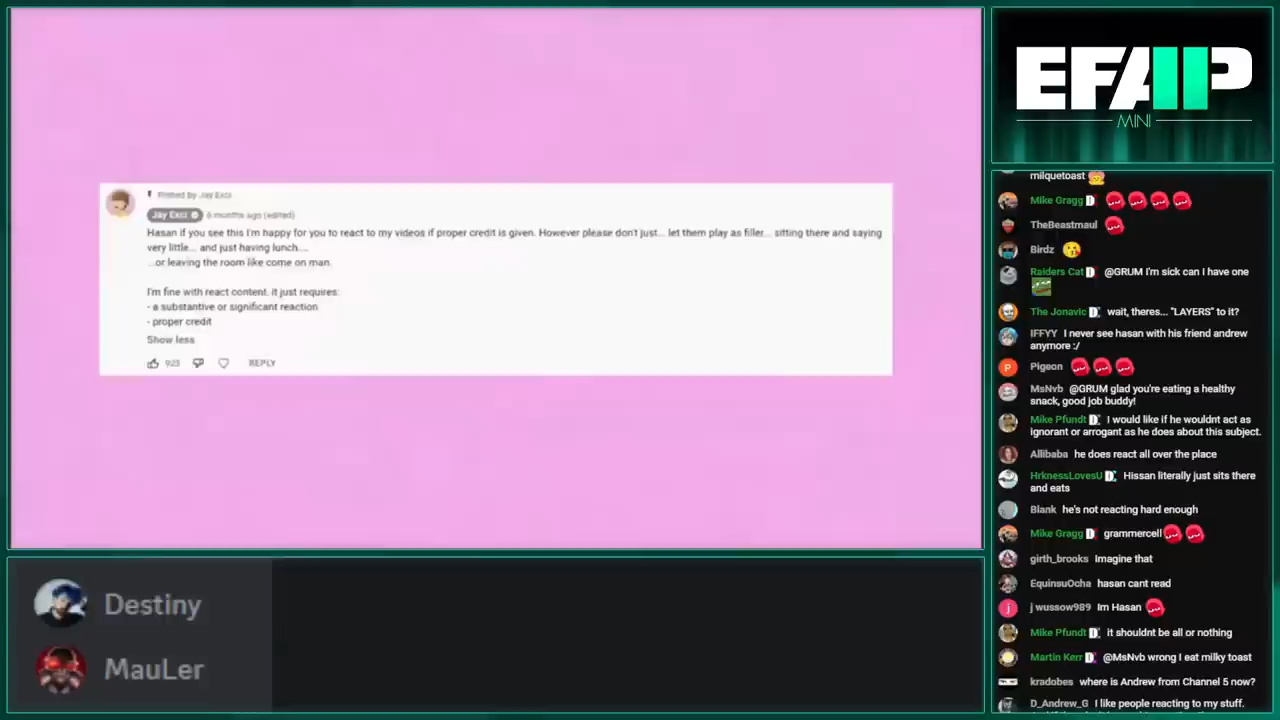 Pinned by Jay Exci
Jay Exci 6 months ago (edited)
Hasan if you see this I'm happy for you to react to my videos if proper credit is given. However please don't just... let them play as filler... sitting there and saying
very little... and just having lunch....
...or leaving the room like come on man.
I'm fine with react content. it just requires:
- a substantive or significant reaction
- proper credit
Show less
923 REPLY
Destiny
MauLer
EFAP
MINI
milquetoast
Mike Gragg
TheBeastmaul
Birdz
Raiders Cat @GRUM I'm sick can I have one
The Jonavic wait, theres... "LAYERS" to it?
IFFYY I never see hasan with his friend andrew
anymore :/
Pigeon
MsNvb @GRUM glad you're eating a healthy
snack, good job buddy!
Mike Pfundt I would like if he wouldnt act as
ignorant or arrogant as he does about this subject.
Allibaba he does react all over the place
HrknessLovesU Hissan literally just sits there
and eats
Blank he's not reacting hard enough
Mike Gragg grammercell
girth_brooks Imagine that
EquinsuOcha hasan cant read
j wussow989 Im Hasan
Mike Pfundt it shouldnt be all or nothing
Martin Kerr @MsNvb wrong I eat milky toast
kradobes where is Andrew from Channel 5 now?
D_Andrew_G I like people reacting to my stuff.